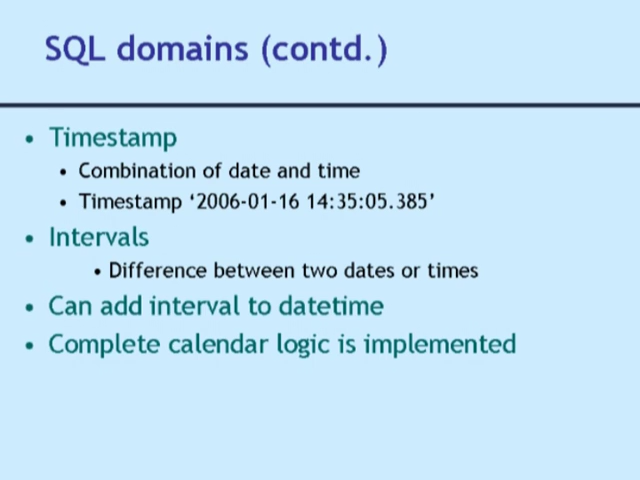 SQL domains (contd.)
• Timestamp
• Combination of date and time
• Timestamp ‘2006-01-16 14:35:05.385’
• Intervals
• Difference between two dates or times
• Can add interval to datetime
• Complete calendar logic is implemented